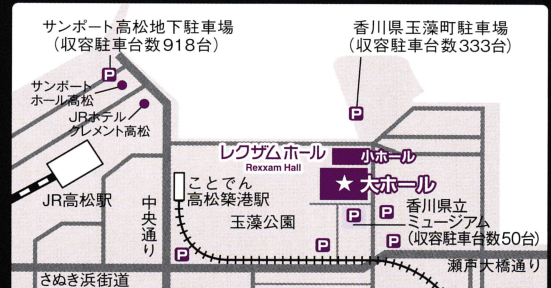 サンポート高松地下駐車場
(収容駐車台数918台)
香川県玉藻町駐車場
(収容駐車台数333台)
P
P
サンポート
ホール高松
JRホテル
クレメント高松
レクザムホール
Rexxam Hall
小ホール
★ 大ホール
JR高松駅
中央通り
ことでん
高松築港駅
玉藻公園
P
P
香川県立
ミュージアム
(収容駐車台数50台)
P
P
P
さぬき浜街道
瀬戸大橋通り